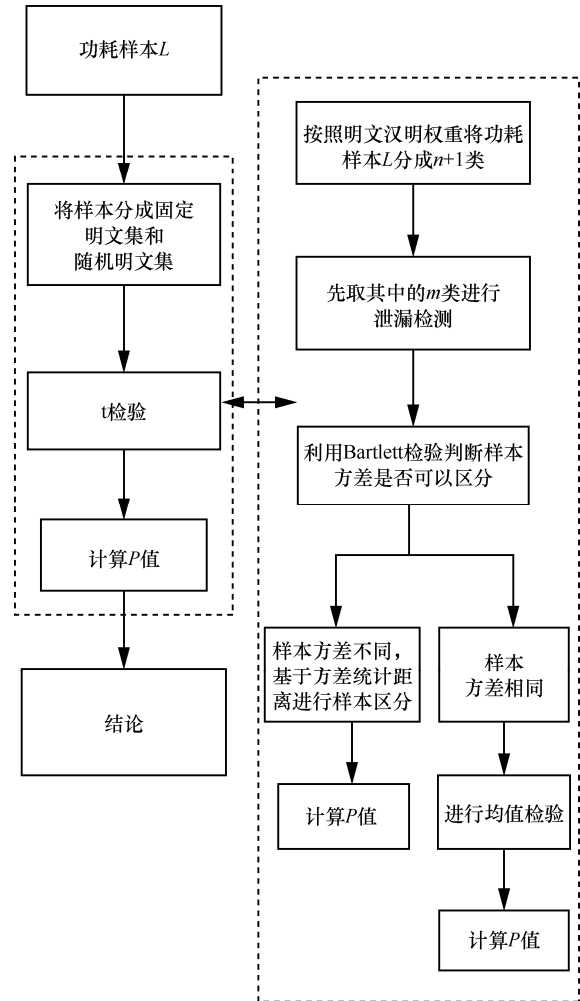 功耗样本L
将样本分成固定
明文集和
随机明文集
t检验
计算P值
结论
按照明文汉明权重将功耗
样本L分成n+1类
先取其中的m类进行
泄漏检测
利用Bartlett检验判断样本
方差是否可以区分
样本方差不同，
基于方差统计距
离进行样本区分
计算P值
样本
方差相同
进行均值检验
计算P值